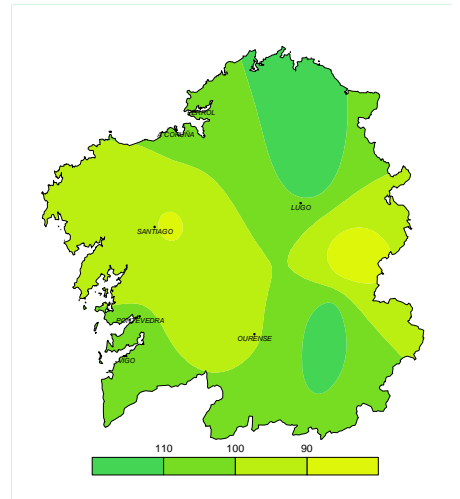 FERROL
A CORUÑA
LUGO
SANTIAGO
PONTEVEDRA
OURENSE
VIGO
110 100 90